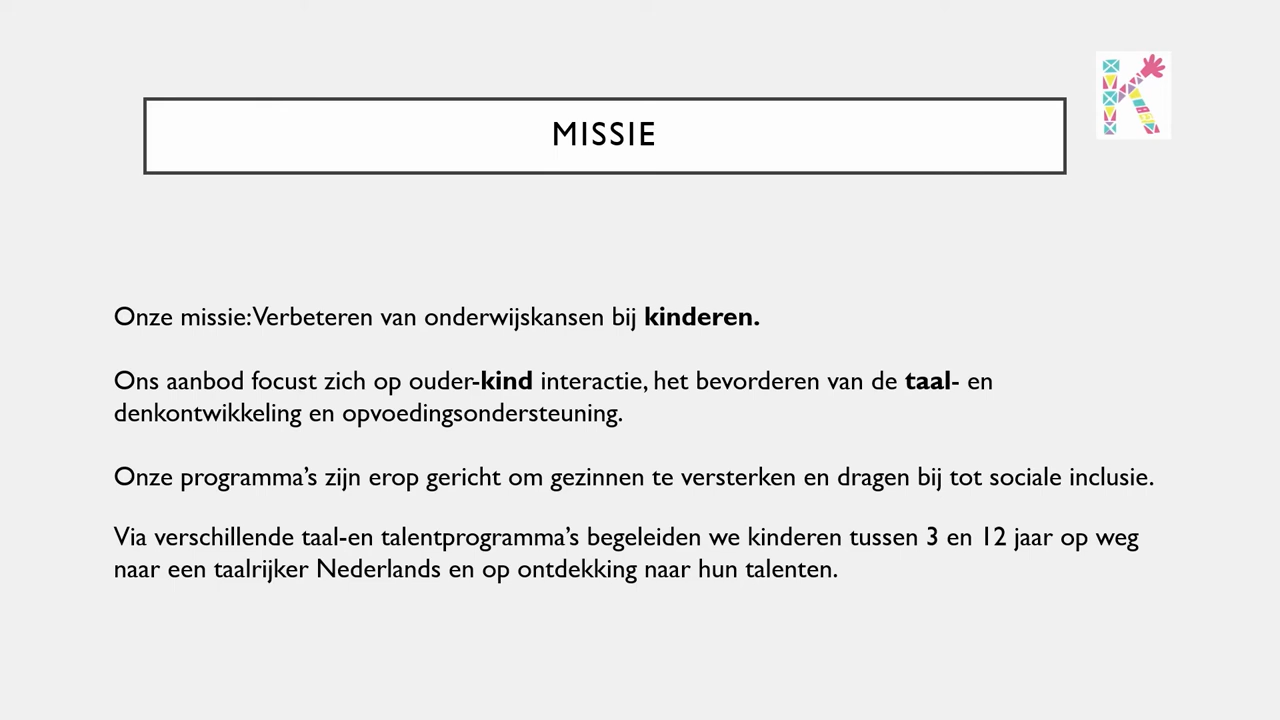 MISSIE
Onze missie: Verbeteren van onderwijskansen bij kinderen.
Ons aanbod focust zich op ouder-kind interactie, het bevorderen van de taal- en
denkontwikkeling en opvoedingsondersteuning.
Onze programma’s zijn erop gericht om gezinnen te versterken en dragen bij tot sociale inclusie.
Via verschillende taal-en talentprogramma’s begeleiden we kinderen tussen 3 en 12 jaar op weg
naar een taalrijker Nederlands en op ontdekking naar hun talenten.